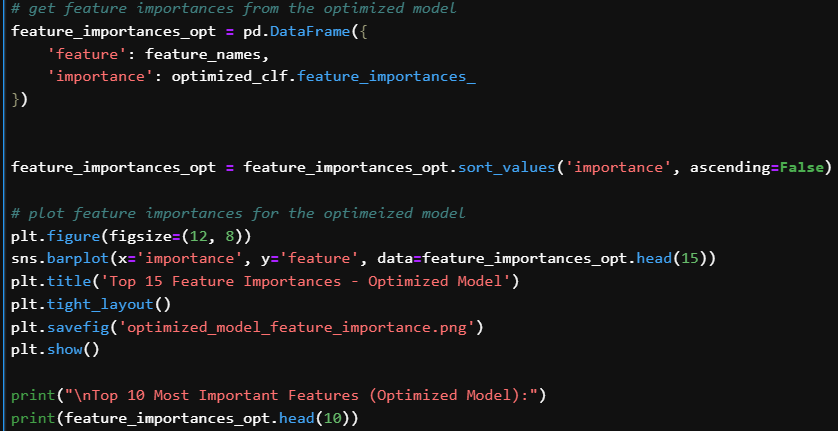 # get feature importances from the optimized model
feature_importances_opt = pd.DataFrame({
    'feature': feature_names,
    'importance': optimized_clf.feature_importances_
})
feature_importances_opt = feature_importances_opt.sort_values('importance', ascending=False)
# plot feature importances for the optimeized model
plt.figure(figsize=(12, 8))
sns.barplot(x='importance', y='feature', data=feature_importances_opt.head(15))
plt.title('Top 15 Feature Importances - Optimized Model')
plt.tight_layout()
plt.savefig('optimized_model_feature_importance.png')
plt.show()
print("\nTop 10 Most Important Features (Optimized Model):")
print(feature_importances_opt.head(10))